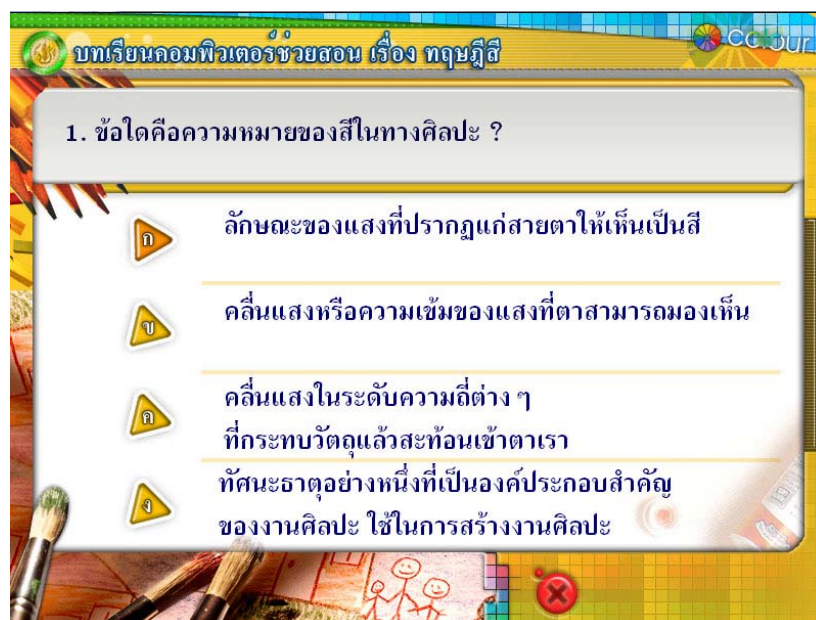 บทเรียนคอมพิวเตอร์ช่วยสอน เรื่อง ทฤษฎีสี
Colour
1. ข้อใดคือความหมายของสีในทางศิลปะ ?
ก
ลักษณะของแสงที่ปรากฏแก่สายตาให้เห็นเป็นสี
ข
คลื่นแสงหรือความเข้มของแสงที่ตาสามารถมองเห็น
ค
คลื่นแสงในระดับความถี่ต่าง ๆ
ที่กระทบวัตถุแล้วสะท้อนเข้าตาเรา
ง
ทัศนะธาตุอย่างหนึ่งที่เป็นองค์ประกอบสำคัญ
ของงานศิลปะ ใช้ในการสร้างงานศิลปะ